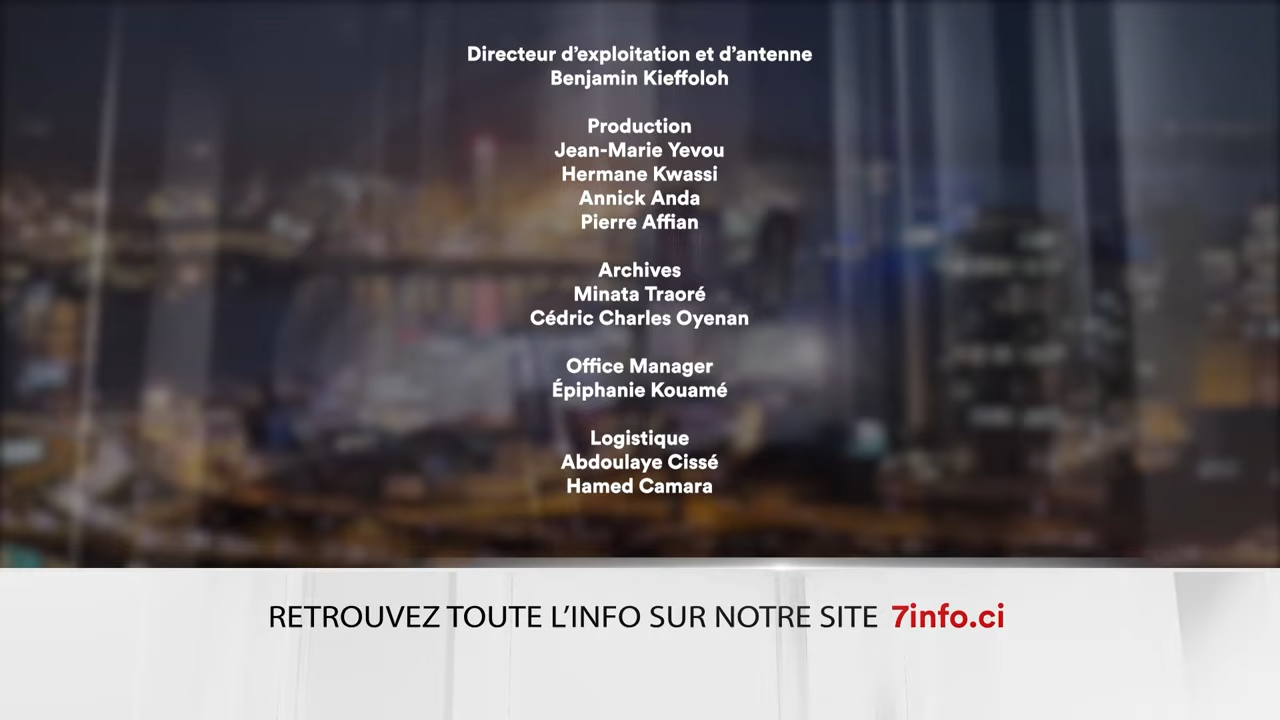 Directeur d’exploitation et d’antenne
Benjamin Kieffoloh
Production
Jean-Marie Yevou
Hermane Kwassi
Annick Anda
Pierre Affian
Archives
Minata Traoré
Cédric Charles Oyenan
Office Manager
Épiphanie Kouamé
Logistique
Abdoulaye Cissé
Hamed Camara
RETROUVEZ TOUTE L’INFO SUR NOTRE SITE 7info.ci